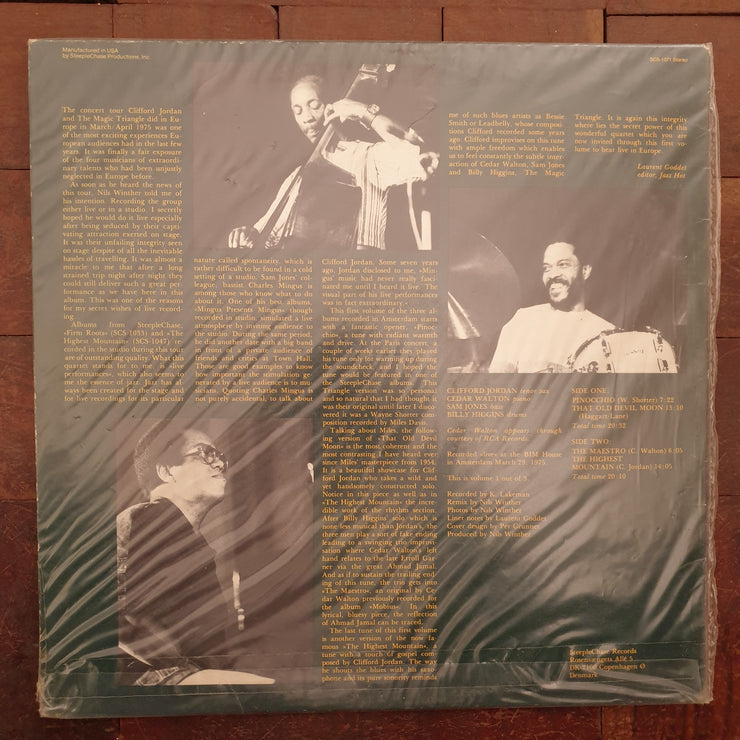 Manufactured in USA
by SteepleChase Productions, Inc.
SCS-1071 Stereo
The concert tour Clifford Jordan
and The Magic Triangle did in Eu-
rope in March/April 1975 was one
of the most exciting experiences Eu-
ropean audiences had in the last few
years. It was finally a fair exposure
of the four musicians of extraordi-
nary talents who had been unjustly
neglected in Europe before.
As soon as he heard the news of
this tour, Nils Winther told me of
his intention. Recording the group
either live or in a studio. I secretly
hoped he would do it live especially
after being seduced by their capti-
vating attraction exerted on stage.
It was their unfailing integrity seen
on stage despite of all the inevitable
hassles of travelling. It was almost a
miracle to me that after a long
strained trip night after night they
could still deliver such a great per-
formance as we have here in this
album. This was one of the reasons
for my secret wishes of live record-
ing.
Albums from SteepleChase,
»Firm Roots« (SCS-1033) and »The
Highest Mountain« (SCS-1047) re-
corded in the studio during this tour
are of outstanding quality. What this
quartet stands for to me is »live
performances«, which also seems to
me the essence of jazz. Jazz has al-
ways been created for the stage and
for live recordings for its particular
nature called spontaneity, which is
rather difficult to be found in a cold
setting of a studio. Sam Jones' col-
league, bassist Charles Mingus is
among those who know what to do
about it. One of his best albums,
»Mingus Presents Mingus« though
recorded in studio, simulated a live
atmosphere by inviting audience to
the studio. During the same period,
he did another date with a big band
in front of a private audience of
friends and critics at Town Hall.
Those are good examples to know
how important the stimulation ge-
nerated by a live audience is to mu-
sicians. Quoting Charles Mingus is
not purely accidental, to talk about
Clifford Jordan. Some seven years
ago, Jordan disclosed to me, »Min-
gus' music had never really fasci-
nated me until I heard it live. The
visual part of his live performances
was in fact extraordinary.«
This first volume of the three al-
bums recorded in Amsterdam starts
with a fantastic opener, »Pinoc-
chio«, a tune with radiant warmth
and drive. At the Paris concert, a
couple of weeks earlier they played
his tune only for warming up during
the soundcheck, and I hoped this
tune would be featured in one of
the SteepleChase albums. This
Triangle version was so personal
and so natural that I had thought it
was their original until later I disco-
vered it was a Wayne Shorter com-
position recorded by Miles Davis.
Talking about Miles, the follow-
ing version of »That Old Devil
Moon« is the most coherent and the
most contrasting I have heard ever
since Miles' masterpiece from 1954.
It is a beautiful showcase for Clif-
ford Jordan who takes a wild and
yet handsomely constructed solo.
Notice in this piece as well as in
»The Highest Mountain« the incre-
dible work of the rhythm section.
After Billy Higgins' solo which is
none less musical than Jordan's, the
three men play a sort of fake ending
leading to a swinging trio improvi-
sation where Cedar Walton's left
hand relates to the late Erroll Gar-
ner via the great Ahmad Jamal.
And as if to sustain the trailing end-
ing of this tune, the trio gets into
»The Maestro«, an original by Ce-
dar Walton previously recorded for
the album »Mobius«. In this
lyrical, bluesy piece, the reflection
of Ahmad Jamal can be traced.
The last tune of this first volume
is another version of the now fa-
mous »The Highest Mountain«, a
tune with a touch of gospel com-
posed by Clifford Jordan. The way
he shouts the blues with his saxo-
phone and its pure sonority reminds
me of such blues artists as Bessie
Smith or Leadbelly, whose composi-
tions Clifford recorded some years
ago. Clifford improvises on this tune
with ample freedom which enables
us to feel constantly the subtle inter-
action of Cedar Walton, Sam Jones
and Billy Higgins, The Magic
Triangle. It is again this integrity
where lies the secret power of this
wonderful quartet which you are
now invited through this first vo-
lume to hear live in Europe.
Laurent Goddet
editor, Jazz Hot
CLIFFORD JORDAN tenor sax
CEDAR WALTON piano
SAM JONES bass
BILLY HIGGINS drums
Cedar Walton appears through
courtesy of RCA Records.
Recorded »live« at the BIM House
in Amsterdam March 29, 1975.
This is volume 1 out of 3.
Recorded by K. Lakeman
Remix by Nils Winther
Photos by Nils Winther
Liner notes by Laurent Goddet
Cover design by Per Grunnet
Produced by Nils Winther
SIDE ONE:
PINOCCHIO (W. Shorter) 7:22
THAT OLD DEVIL MOON 13:10
(Haggart-Lane)
Total time 20:32
SIDE TWO:
THE MAESTRO (C. Walton) 6:05
THE HIGHEST
MOUNTAIN (C. Jordan) 14:05
Total time 20:10
SteepleChase Records
Rosenvængets Allé 5
DK-2100 Copenhagen Ø
Denmark